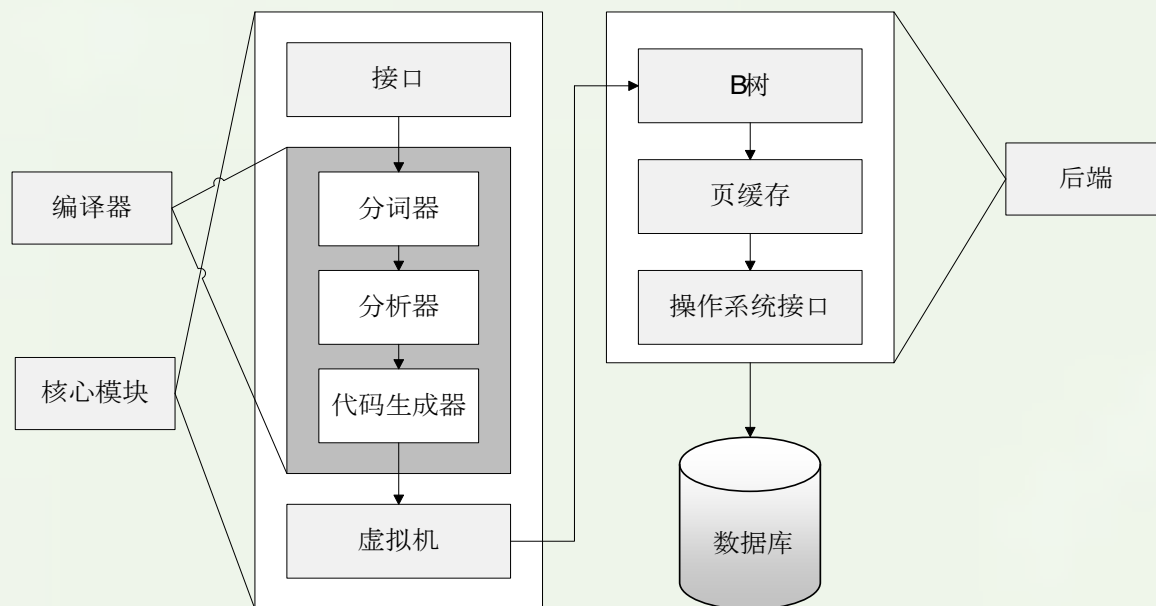 接口
分词器
分析器
代码生成器
虚拟机
编译器
核心模块
B树
页缓存
操作系统接口
后端
数据库